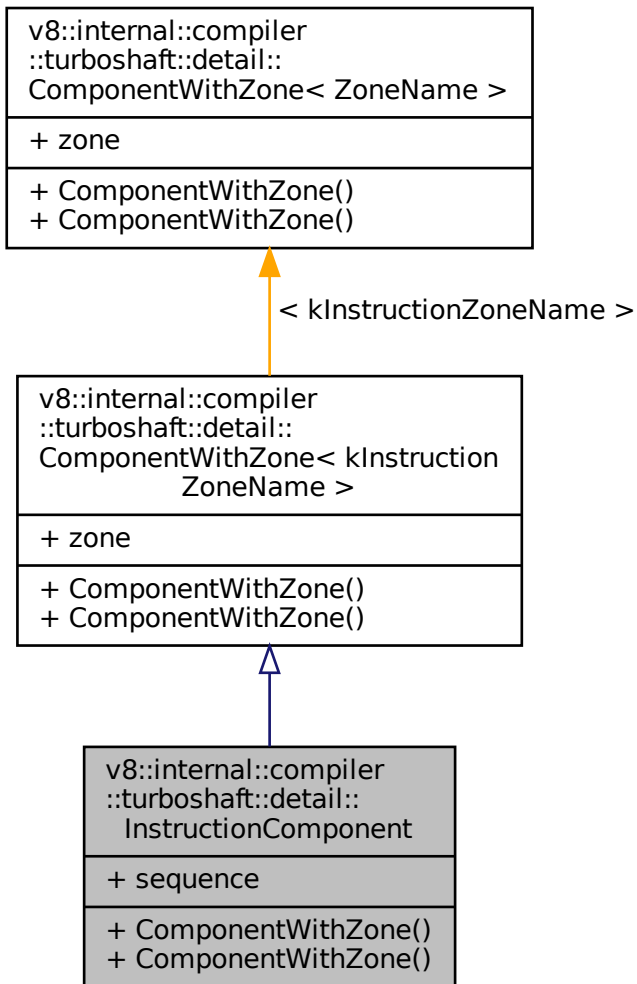 v8::internal::compiler
::turboshaft::detail::
ComponentWithZone< ZoneName >
+ zone
+ ComponentWithZone()
+ ComponentWithZone()
< kInstructionZoneName >
v8::internal::compiler
::turboshaft::detail::
ComponentWithZone< kInstruction
ZoneName >
+ zone
+ ComponentWithZone()
+ ComponentWithZone()
v8::internal::compiler
::turboshaft::detail::
InstructionComponent
+ sequence
+ ComponentWithZone()
+ ComponentWithZone()